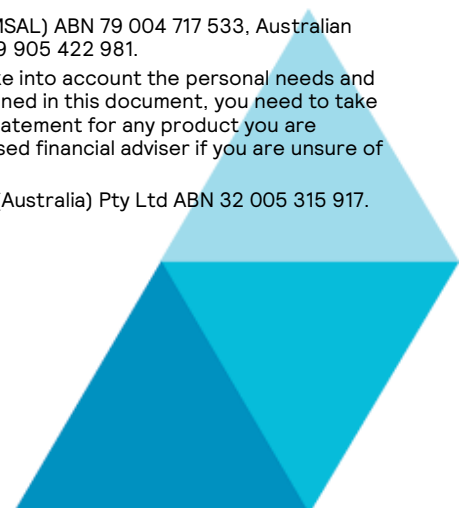 MSAL) ABN 79 004 717 533, Australian
9 905 422 981.
ke into account the personal needs and
ned in this document, you need to take
atement for any product you are
sed financial adviser if you are unsure of
(Australia) Pty Ltd ABN 32 005 315 917.